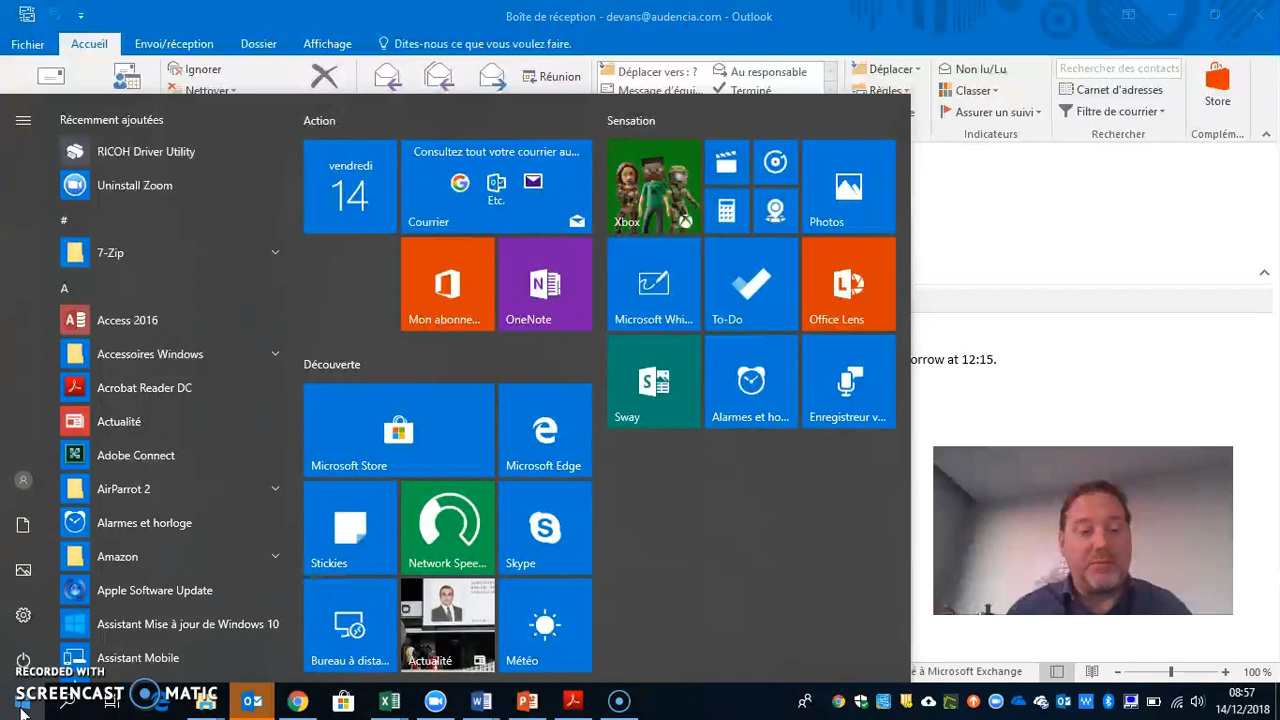 Boîte de réception - devans@audencia.com - Outlook
Fichier
Accueil
Envoi/réception
Dossier
Affichage
Dites-nous ce que vous voulez faire.
Ignorer
Nettoyer
Réunion
Déplacer vers : ?
Au responsable
Message d'équi...
Terminé
Déplacer
Règles
Non lu/Lu
Classer
Assurer un suivi
Indicateurs
Rechercher des contacts
Carnet d'adresses
Filtre de courrier
Rechercher
Store
Complém...
Récemment ajoutées
RICOH Driver Utility
Uninstall Zoom
#
7-Zip
A
Access 2016
Accessoires Windows
Acrobat Reader DC
Actualité
Adobe Connect
AirParrot 2
Alarmes et horloge
Amazon
Apple Software Update
Assistant Mise à jour de Windows 10
Assistant Mobile
Action
vendredi
14
Consultez tout votre courrier au...
Etc.
Courrier
Mon abonne...
OneNote
Découverte
Microsoft Store
Microsoft Edge
Stickies
Network Spee...
Skype
Bureau à dista...
Actualité
Météo
Sensation
Xbox
Photos
Microsoft Whi...
To-Do
Office Lens
Sway
Alarmes et ho...
Enregistreur v...
orrow at 12:15.
é à Microsoft Exchange
100 %
RECORDED WITH
SCREENCAST MATIC
08:57
14/12/2018